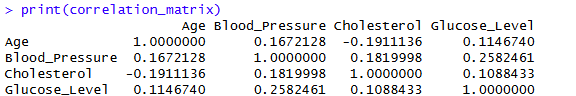 > print(correlation_matrix)
Age Blood_Pressure Cholesterol Glucose_Level
Age 1.0000000 0.1672128 -0.1911136 0.1146740
Blood_Pressure 0.1672128 1.0000000 0.1819998 0.2582461
Cholesterol -0.1911136 0.1819998 1.0000000 0.1088433
Glucose_Level 0.1146740 0.2582461 0.1088433 1.0000000